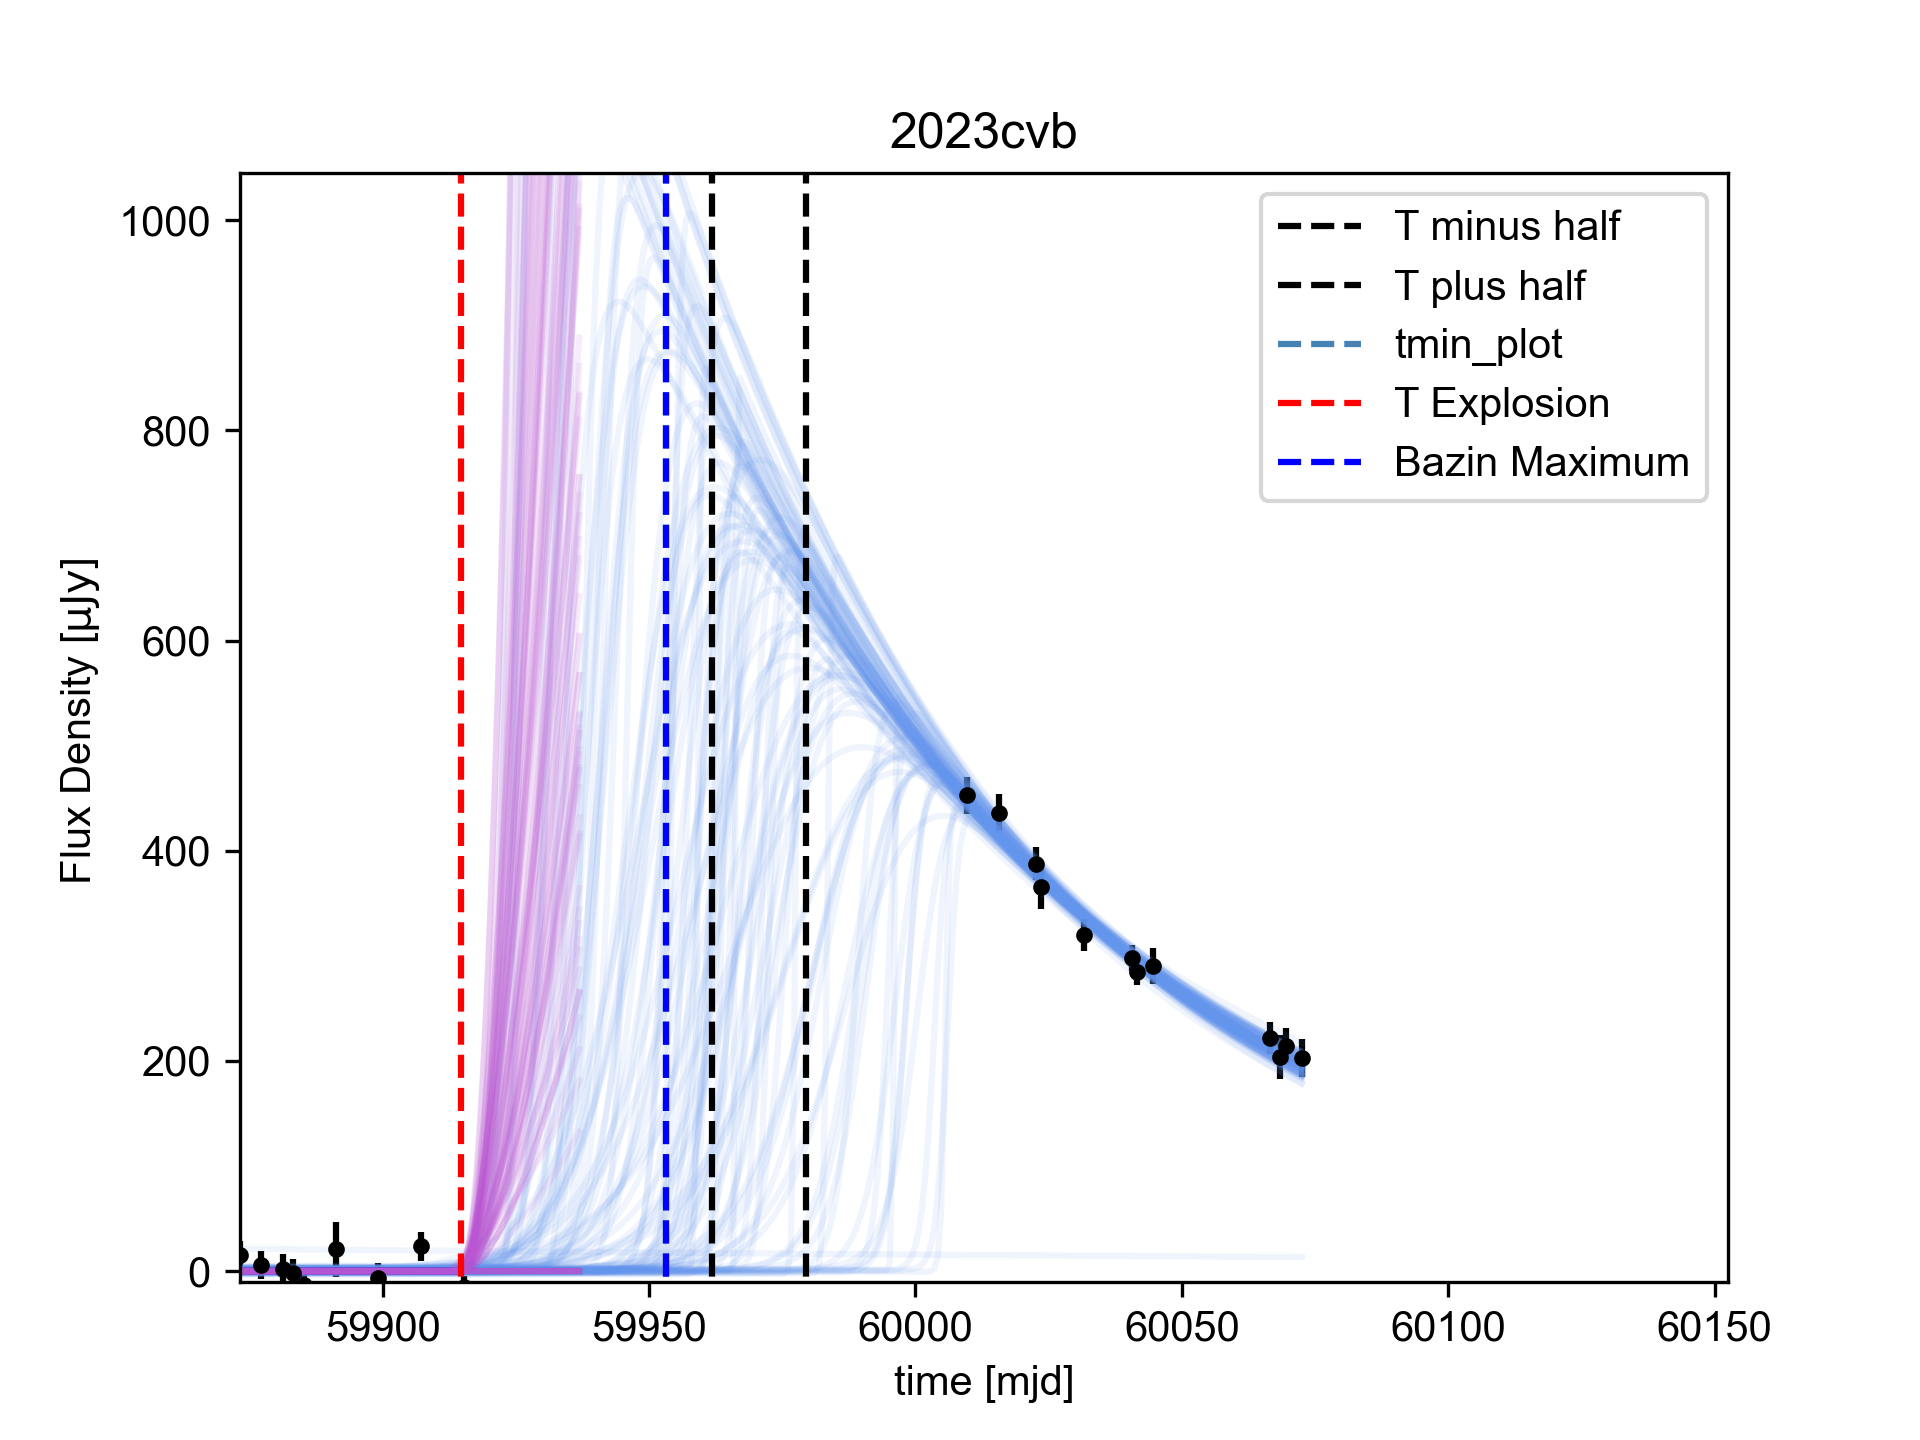 2023cvb
1000
800
600
400
200
0
Flux Density [µJy]
T minus half
T plus half
tmin_plot
T Explosion
Bazin Maximum
59900
59950
60000
60050
60100
60150
time [mjd]